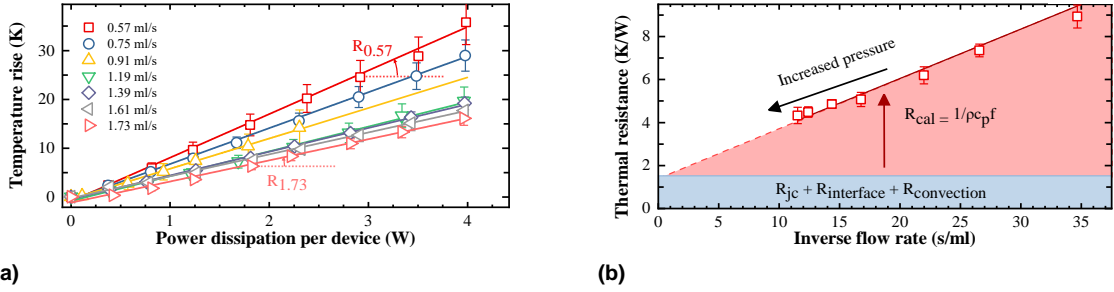 0.57 ml/s
0.75 ml/s
0.91 ml/s
1.19 ml/s
1.39 ml/s
1.61 ml/s
1.73 ml/s
R0.57
R1.73
Temperature rise (K)
30
20
10
0
0 1 2 3 4
Power dissipation per device (W)
a)
Thermal resistance (K/W)
8
6
4
2
0
Increased pressure
Rcal = 1/ρcpf
Rjc + Rinterface + Rconvection
0 5 10 15 20 25 30 35
Inverse flow rate (s/ml)
(b)